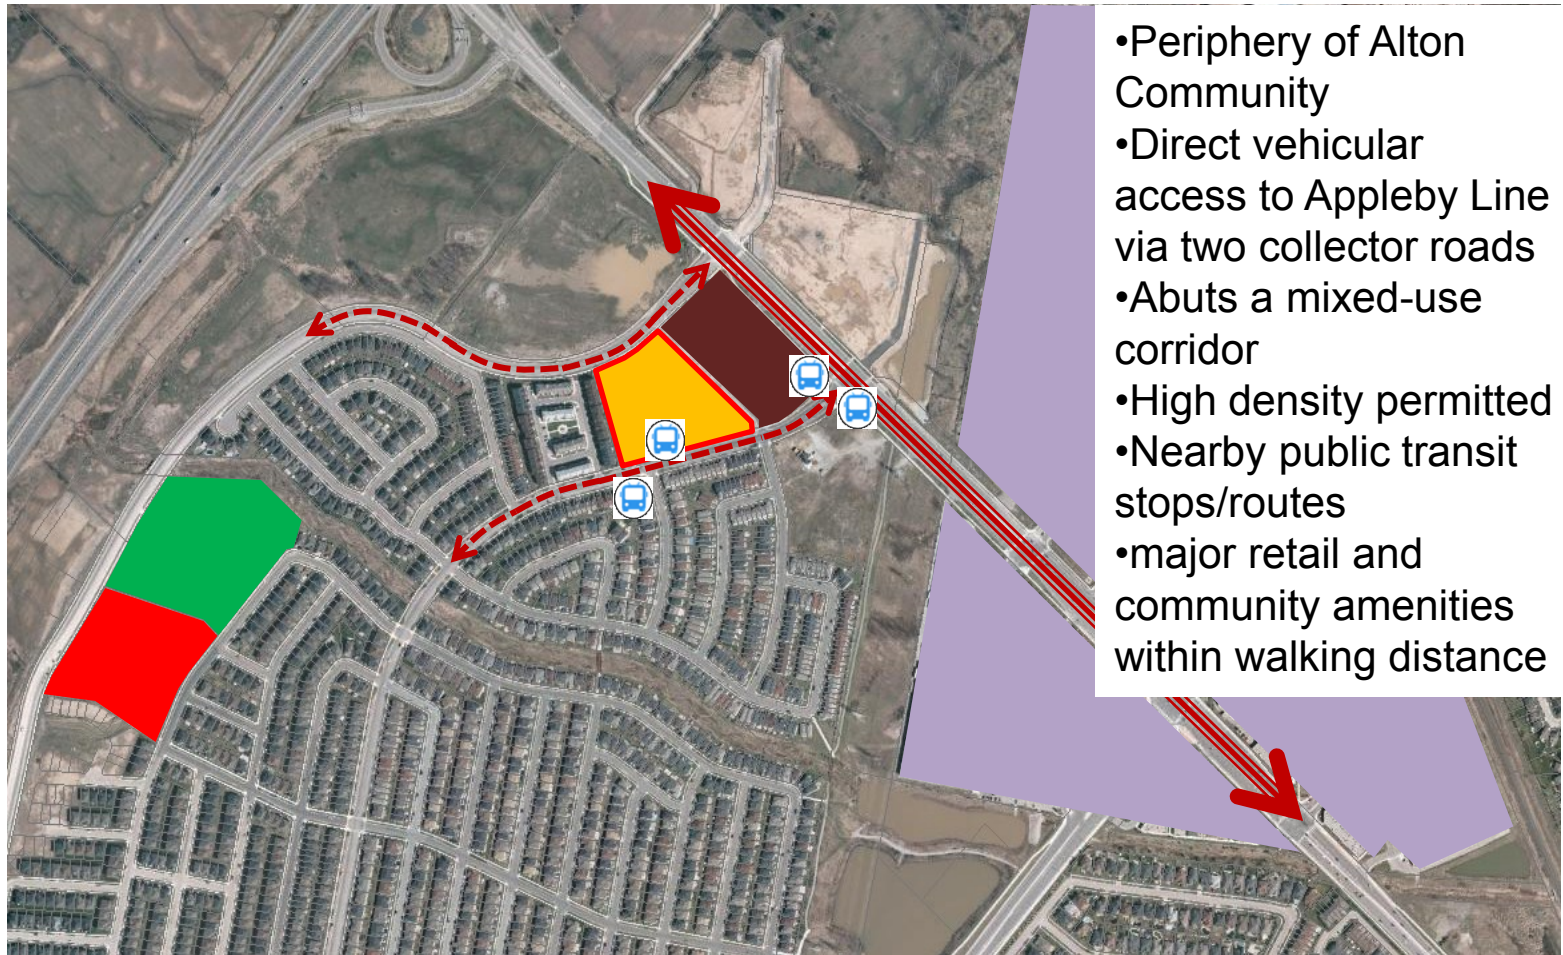 •Periphery of Alton
Community
•Direct vehicular
access to Appleby Line
via two collector roads
•Abuts a mixed-use
corridor
•High density permitted
•Nearby public transit
stops/routes
•major retail and
community amenities
within walking distance